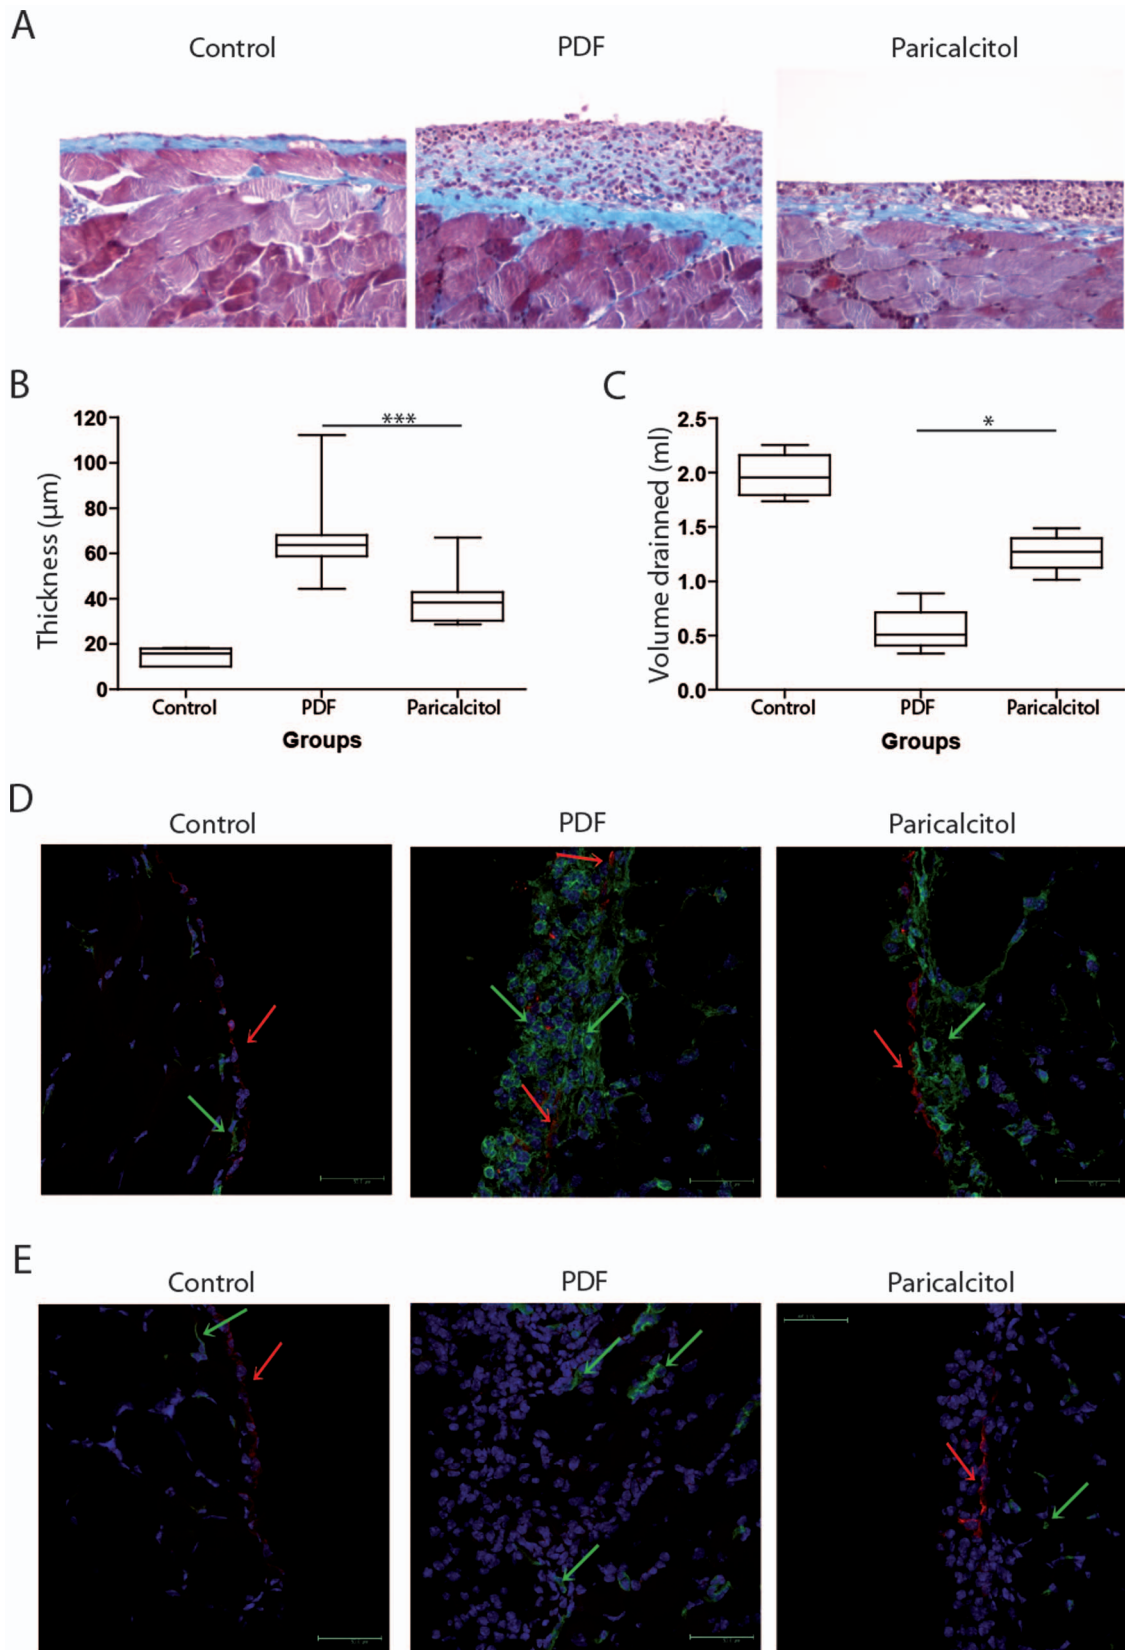 A
Control PDF Paricalcitol
B
***
120
100
80
60
40
20
0
Thickness (µm)
Control PDF Paricalcitol
Groups
C
*
2.5
2.0
1.5
1.0
0.5
0.0
Volume drainned (ml)
Control PDF Paricalcitol
Groups
D
Control PDF Paricalcitol
E
Control PDF Paricalcitol